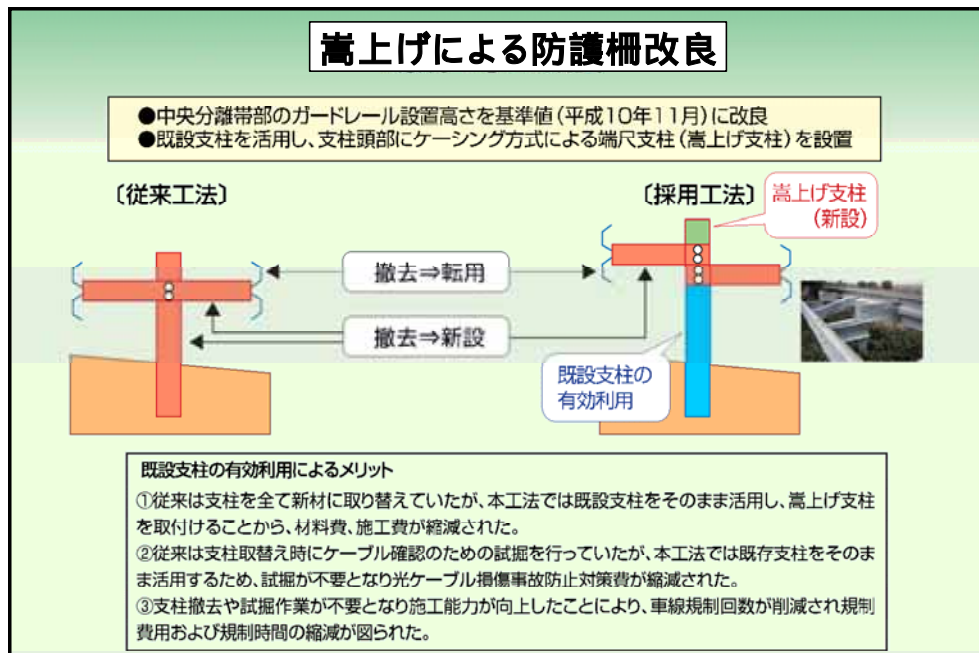 嵩上げによる防護柵改良
●中央分離帯部のガードレール設置高さを基準値(平成10年11月)に改良
●既設支柱を活用し、支柱頭部にケーシング方式による端尺支柱(嵩上げ支柱)を設置
〔従来工法〕
〔採用工法〕
嵩上げ支柱
(新設)
撤去⇒転用
撤去⇒新設
既設支柱の
有効利用
既設支柱の有効利用によるメリット
①従来は支柱を全て新材に取り替えていたが、本工法では既設支柱をそのまま活用し、嵩上げ支柱
を取付けることから、材料費、施工費が縮減された。
②従来は支柱取替え時にケーブル確認のための試掘を行っていたが、本工法では既存支柱をそのま
ま活用するため、試掘が不要となり光ケーブル損傷事故防止対策費が縮減された。
③支柱撤去や試掘作業が不要となり施工能力が向上したことにより、車線規制回数が削減され規制
費用および規制時間の縮減が図られた。